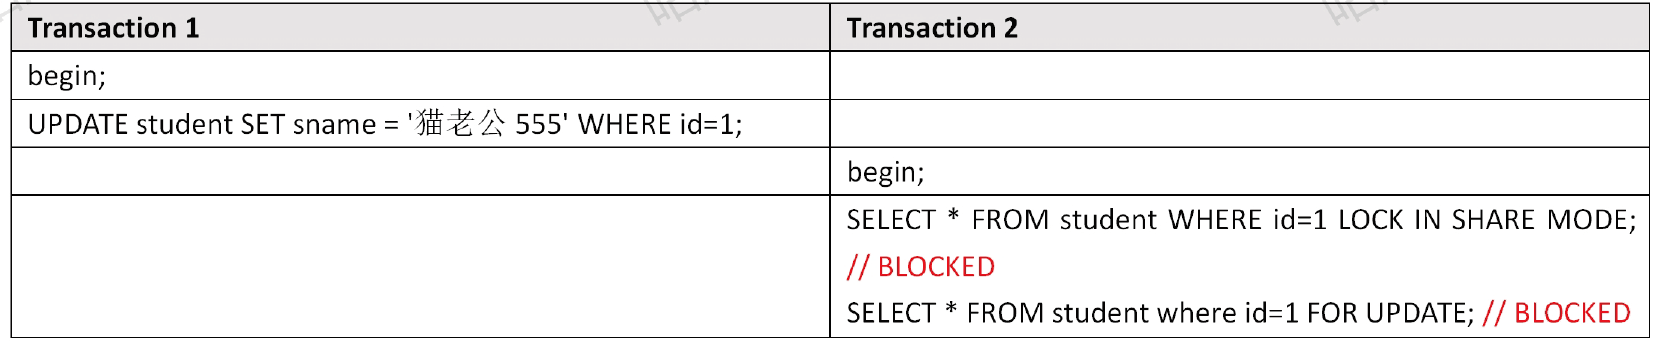 Transaction 1
Transaction 2
begin;
UPDATE student SET sname = '猫老公 555' WHERE id=1;
begin;
SELECT * FROM student WHERE id=1 LOCK IN SHARE MODE;
// BLOCKED
SELECT * FROM student where id=1 FOR UPDATE; // BLOCKED